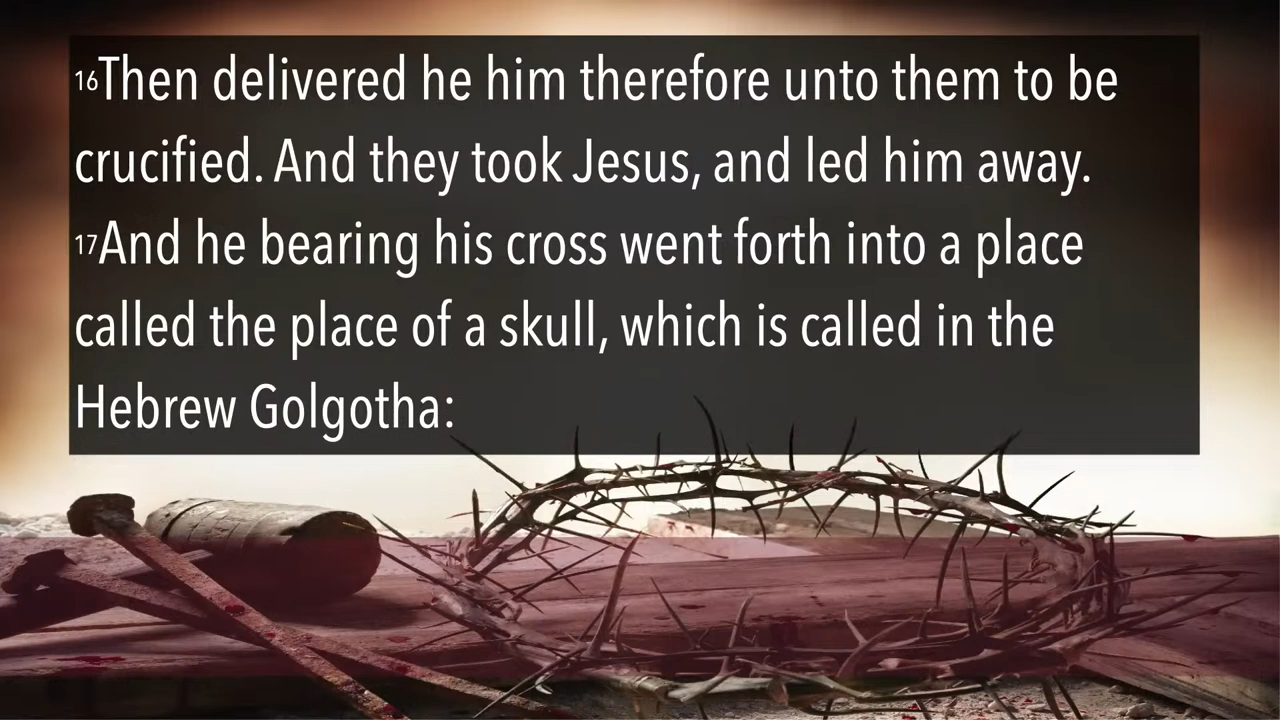 16Then delivered he him therefore unto them to be
crucified. And they took Jesus, and led him away.
17And he bearing his cross went forth into a place
called the place of a skull, which is called in the
Hebrew Golgotha: